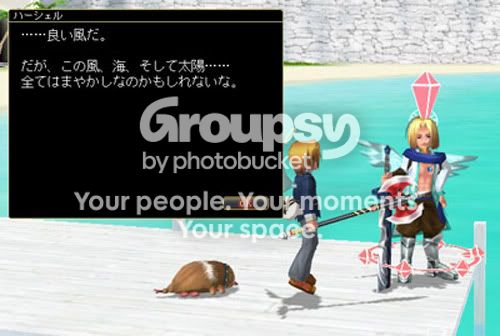 ハーシェル
……良い風だ。
だが、この風、海、そして太陽……
全てはまやかしなのかもしれないな。
Groupsy
by photobucket
Your people. Your moments.
Your space.